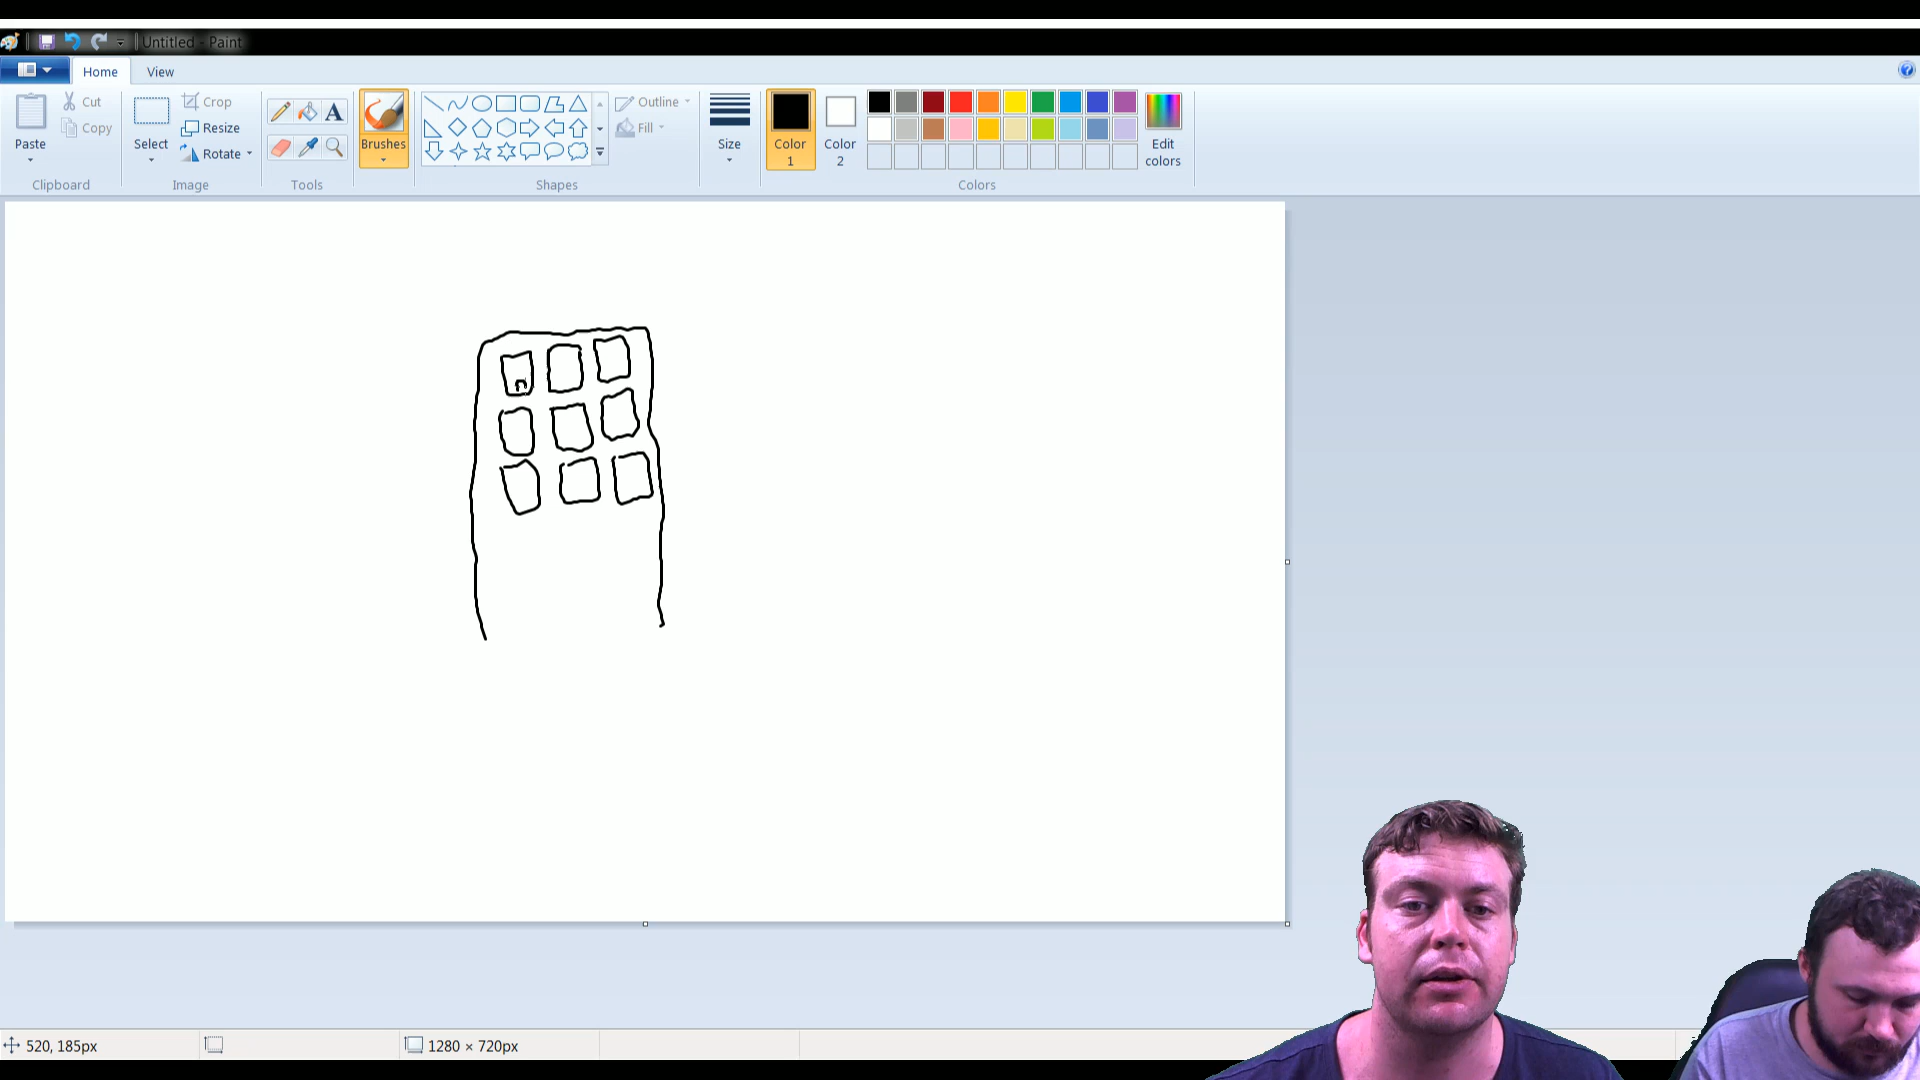 Untitled - Paint
Home View
Paste
Cut
Copy
Clipboard
Select
Crop
Resize
Rotate
Image
A
Tools
Brushes
Outline
Fill
Shapes
Size
Color 1
Color 2
Edit colors
Colors
?
520, 185px
1280 × 720px